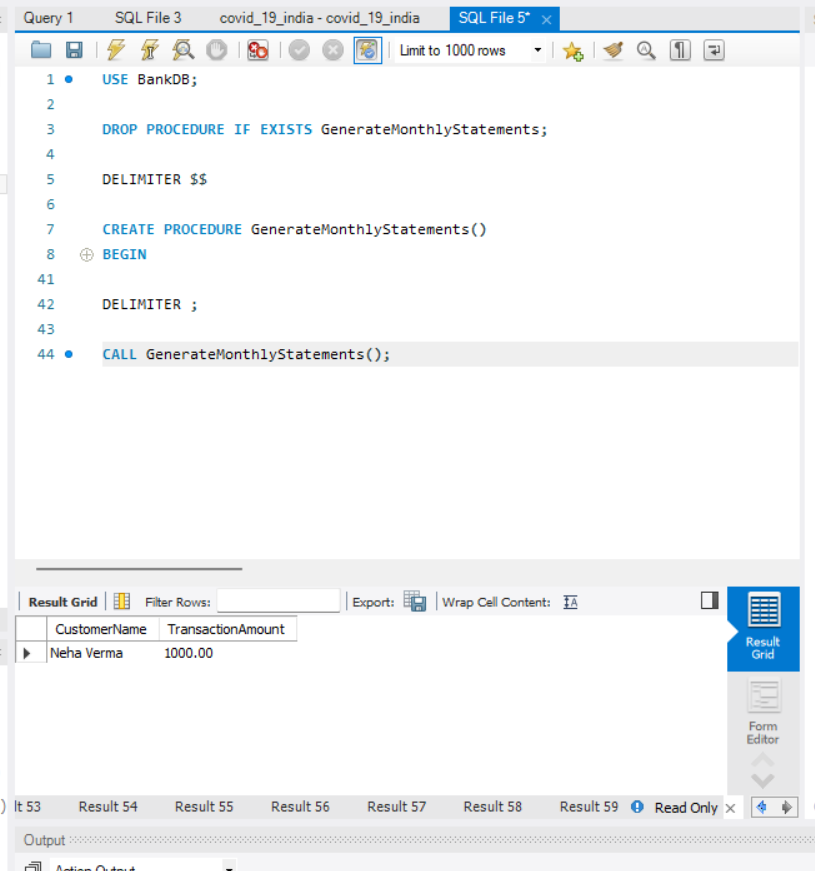 Query 1 SQL File 3 covid_19_india - covid_19_india SQL File 5* ×
Limit to 1000 rows
1 USE BankDB;
2
3 DROP PROCEDURE IF EXISTS GenerateMonthlyStatements;
4
5 DELIMITER $$
6
7 CREATE PROCEDURE GenerateMonthlyStatements()
8 BEGIN
41
42 DELIMITER ;
43
44 CALL GenerateMonthlyStatements();
Result Grid Filter Rows: Export: Wrap Cell Content: IA
CustomerName TransactionAmount
Neha Verma 1000.00
Result
Grid
Form
Editor
lt 53 Result 54 Result 55 Result 56 Result 57 Result 58 Result 59 Read Only ×
Output
Action Output